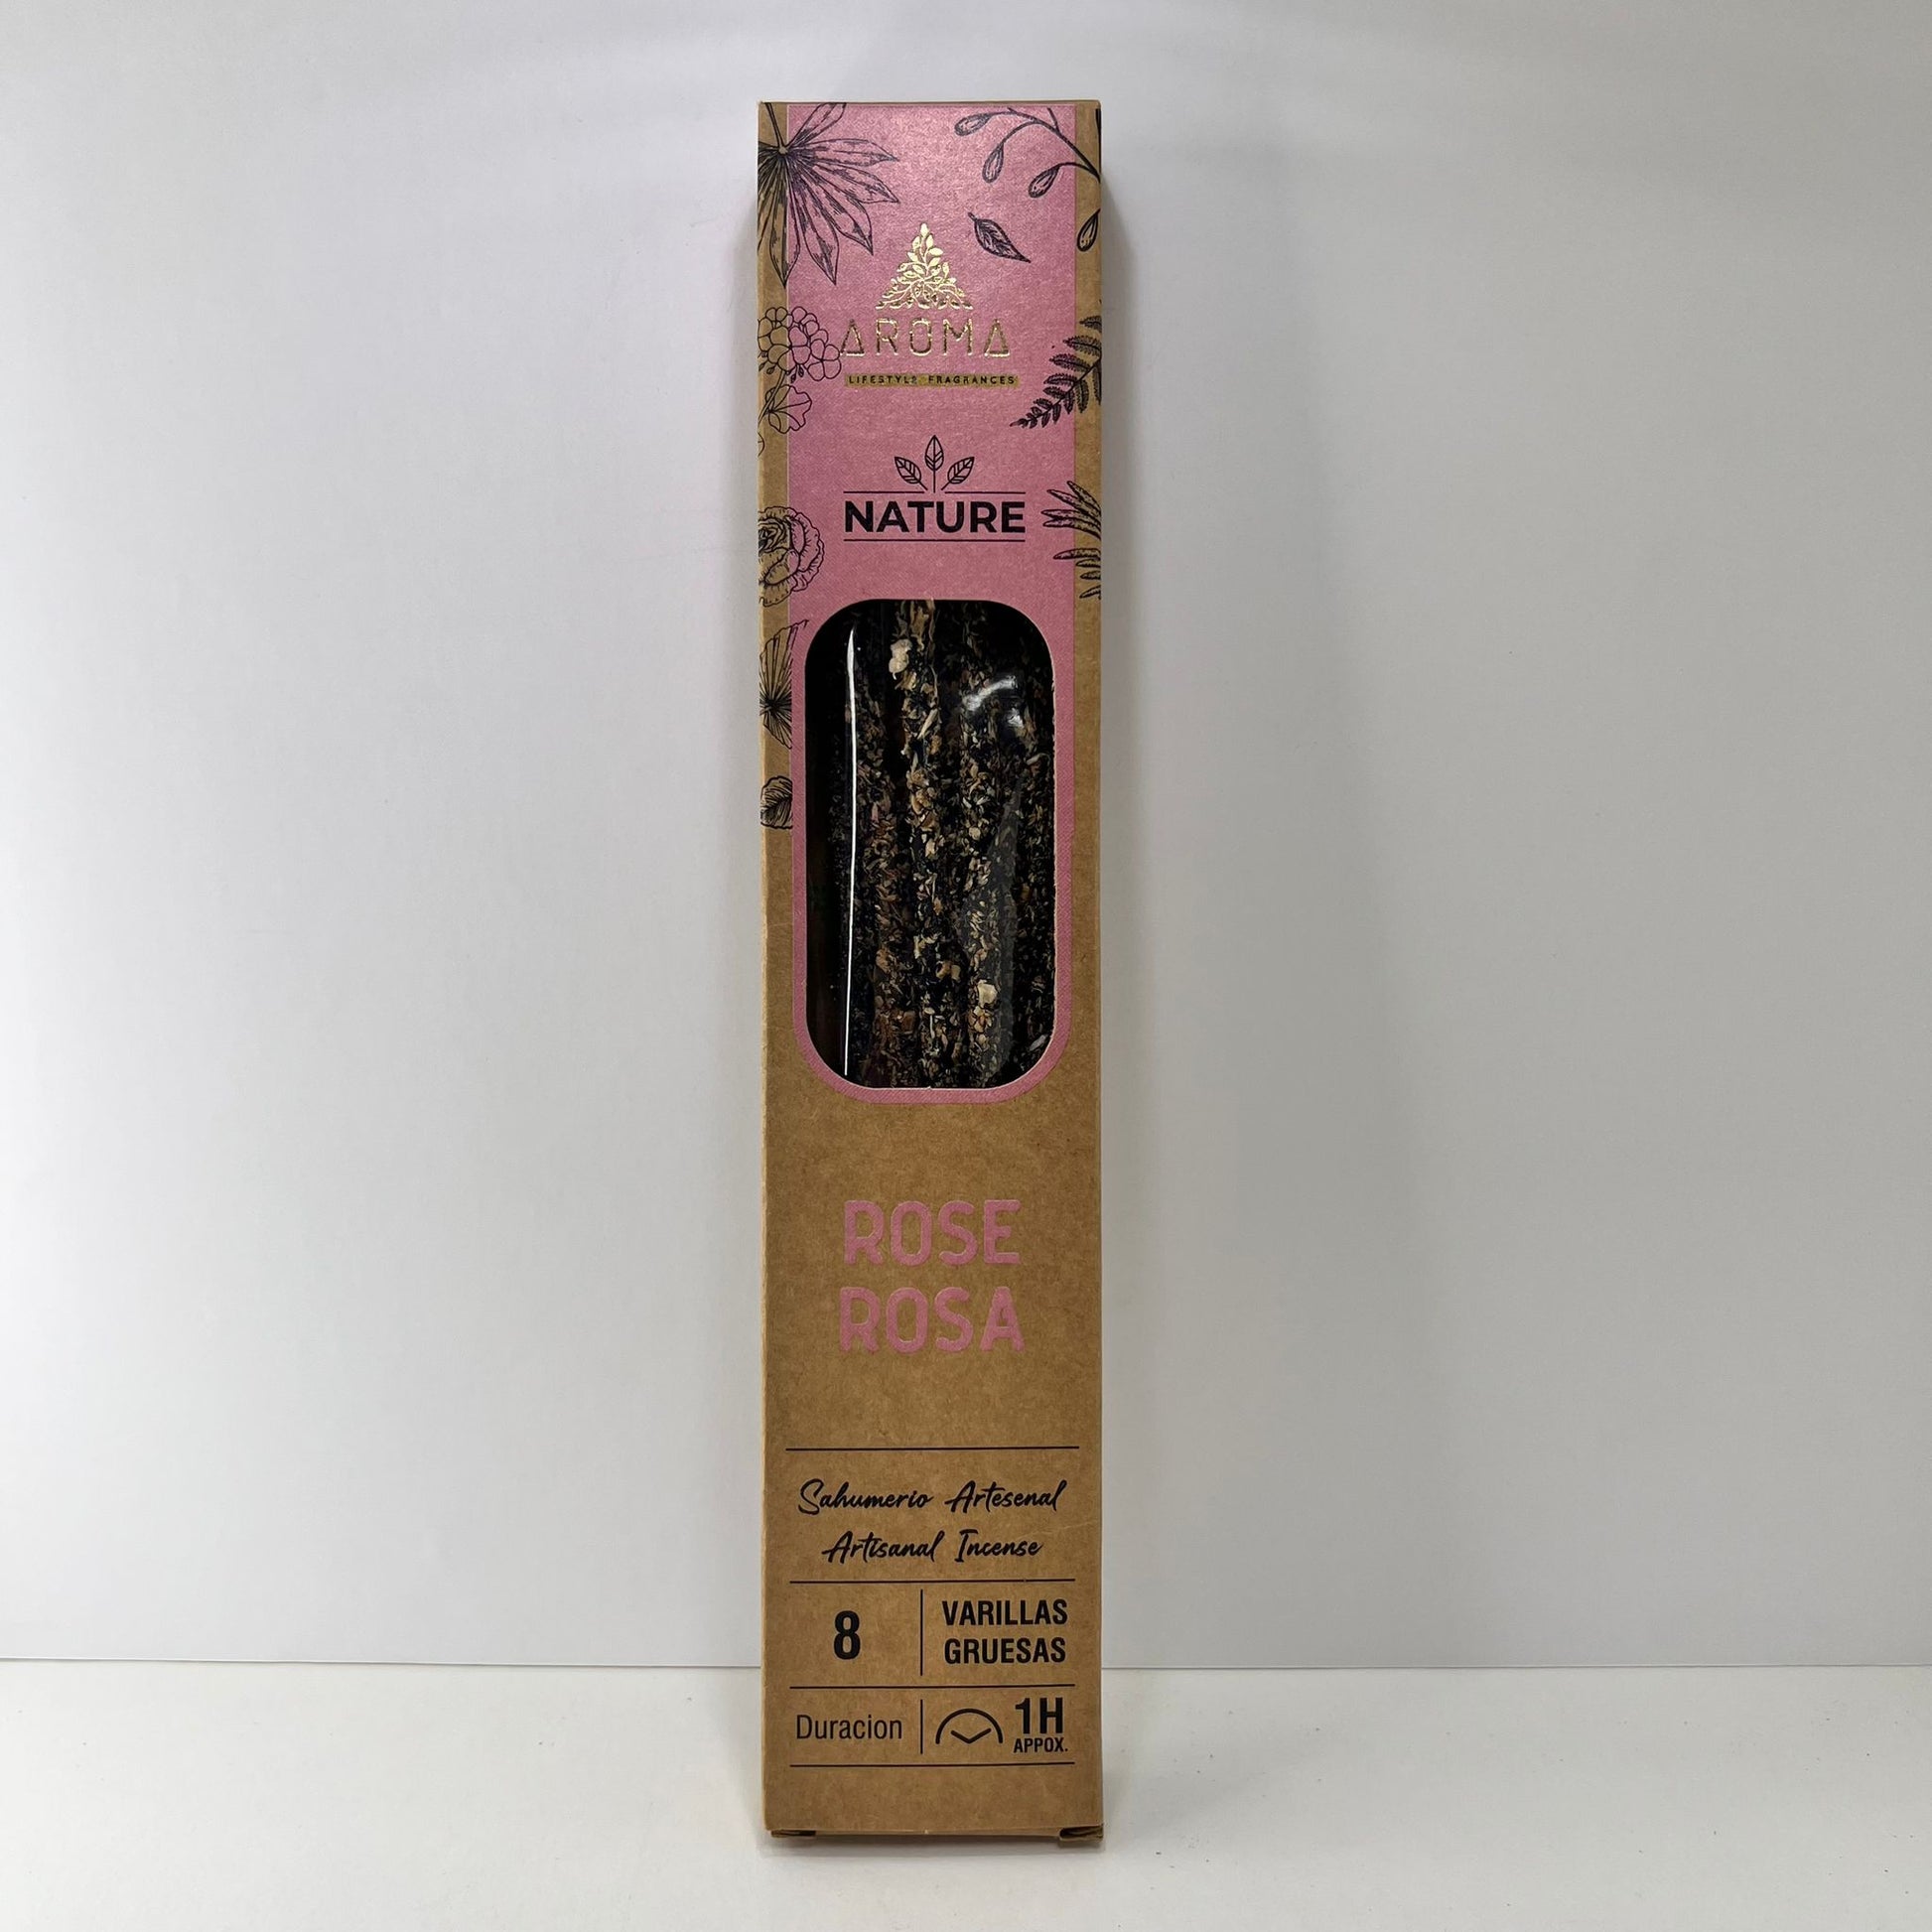 AROMA
LIFESTYLE FRAGRANCES
NATURE
ROSE
ROSA
Sahumerio Artesenal
Artisanal Incense
8
VARILLAS
GRUESAS
Duracion
1H
APPOX.